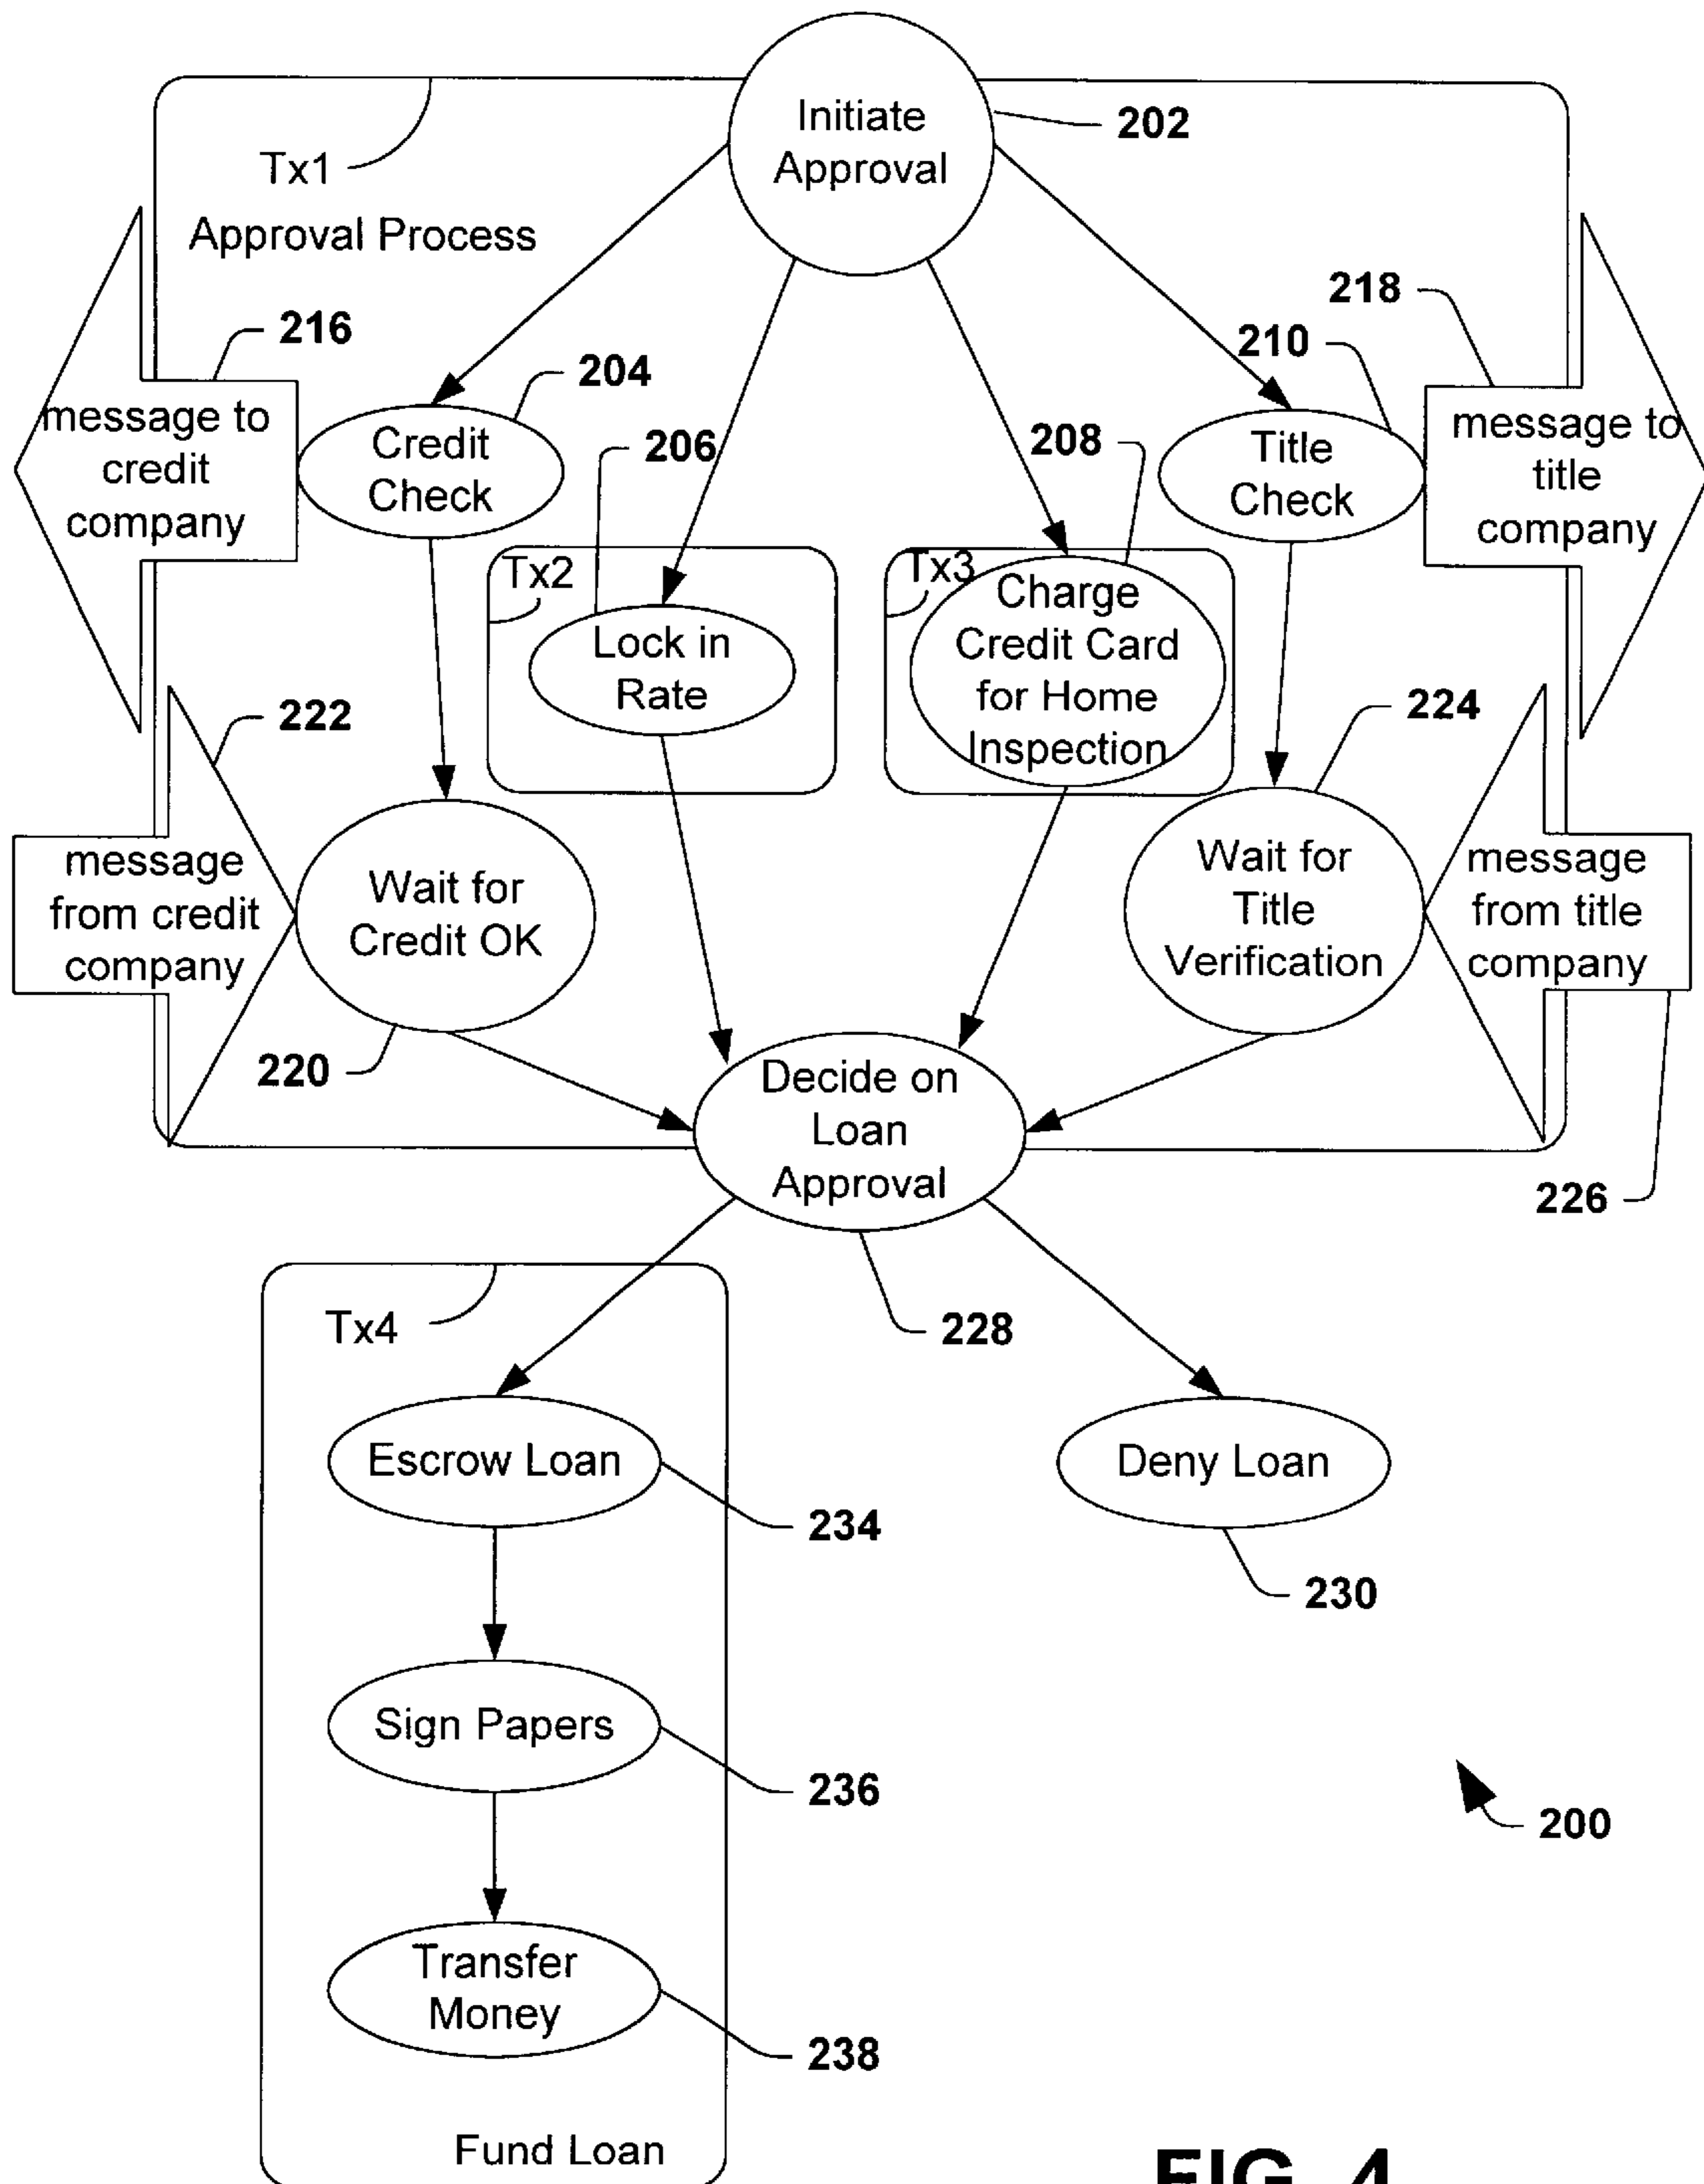 Initiate
Approval
202
Tx1
Approval Process
216
218
210
204
message to
credit
company
Credit
Check
206
208
Title
Check
message to
title
company
Tx2
Lock in
Rate
Tx3
Charge
Credit Card
for Home
Inspection
222
224
message
from credit
company
Wait for
Credit OK
Wait for
Title
Verification
message
from title
company
220
Decide on
Loan
Approval
226
Tx4
228
Escrow Loan
Deny Loan
234
230
Sign Papers
236
200
Transfer
Money
238
Fund Loan
FIG. 4